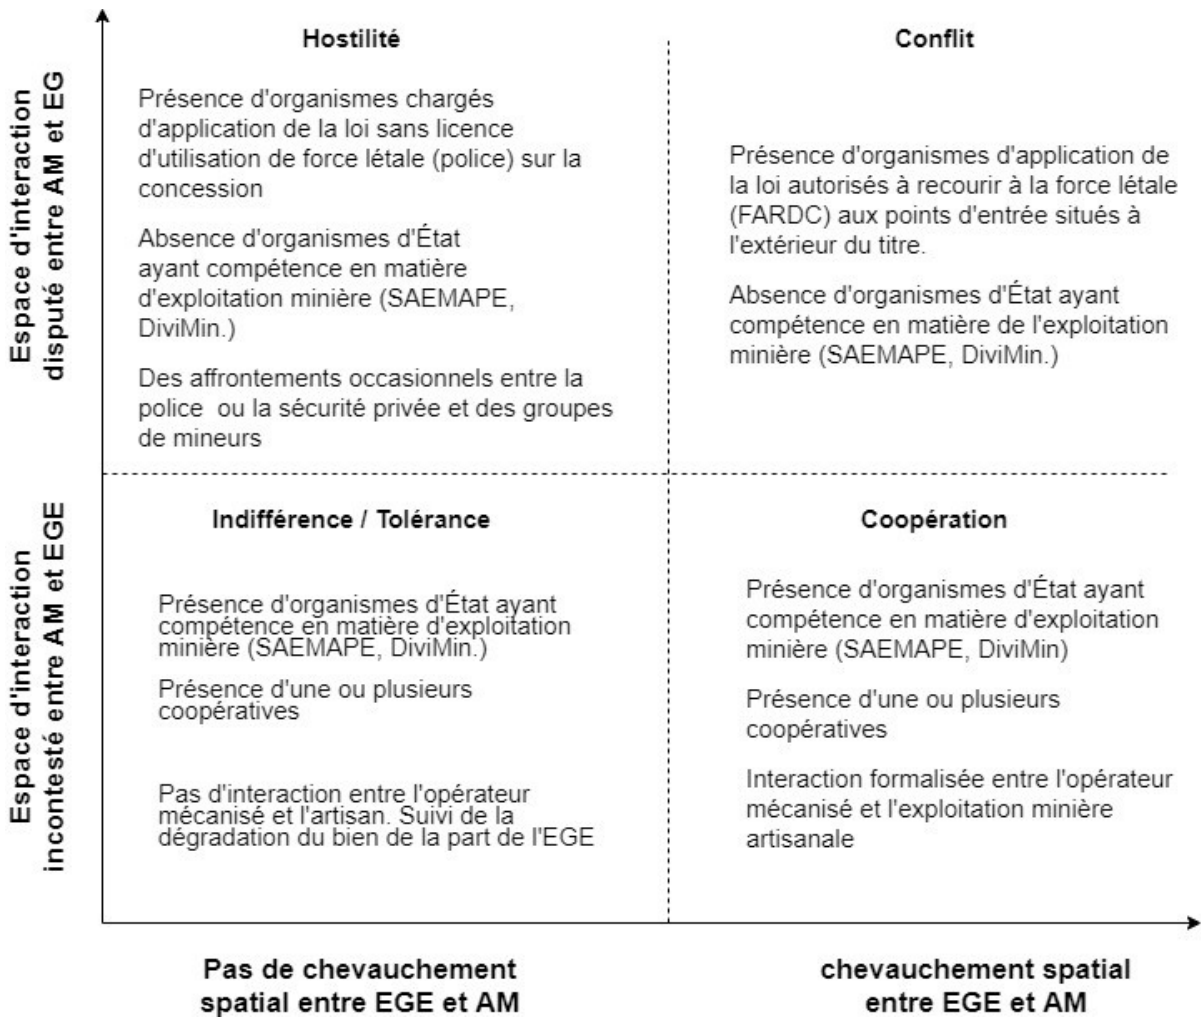 Espace d'interaction
disputé entre AM et EG
Hostilité
Présence d'organismes chargés
d'application de la loi sans licence
d'utilisation de force létale (police) sur la
concession
Absence d'organismes d'État
ayant compétence en matière
d'exploitation minière (SAEMAPE,
DiviMin.)
Des affrontements occasionnels entre la
police ou la sécurité privée et des groupes
de mineurs
Conflit
Présence d'organismes d'application de
la loi autorisés à recourir à la force létale
(FARDC) aux points d'entrée situés à
l'extérieur du titre.
Absence d'organismes d'État ayant
compétence en matière de l'exploitation
minière (SAEMAPE, DiviMin.)
Espace d'interaction
incontesté entre AM et EGE
Indifférence / Tolérance
Présence d'organismes d'État ayant
compétence en matière d'exploitation
minière (SAEMAPE, DiviMin.)
Présence d'une ou plusieurs
coopératives
Pas d'interaction entre l'opérateur
mécanisé et l'artisan. Suivi de la
dégradation du bien de la part de l'EGE
Coopération
Présence d'organismes d'État ayant
compétence en matière d'exploitation
minière (SAEMAPE, DiviMin)
Présence d'une ou plusieurs
coopératives
Interaction formalisée entre l'opérateur
mécanisé et l'exploitation minière
artisanale
Pas de chevauchement
spatial entre EGE et AM
chevauchement spatial
entre EGE et AM